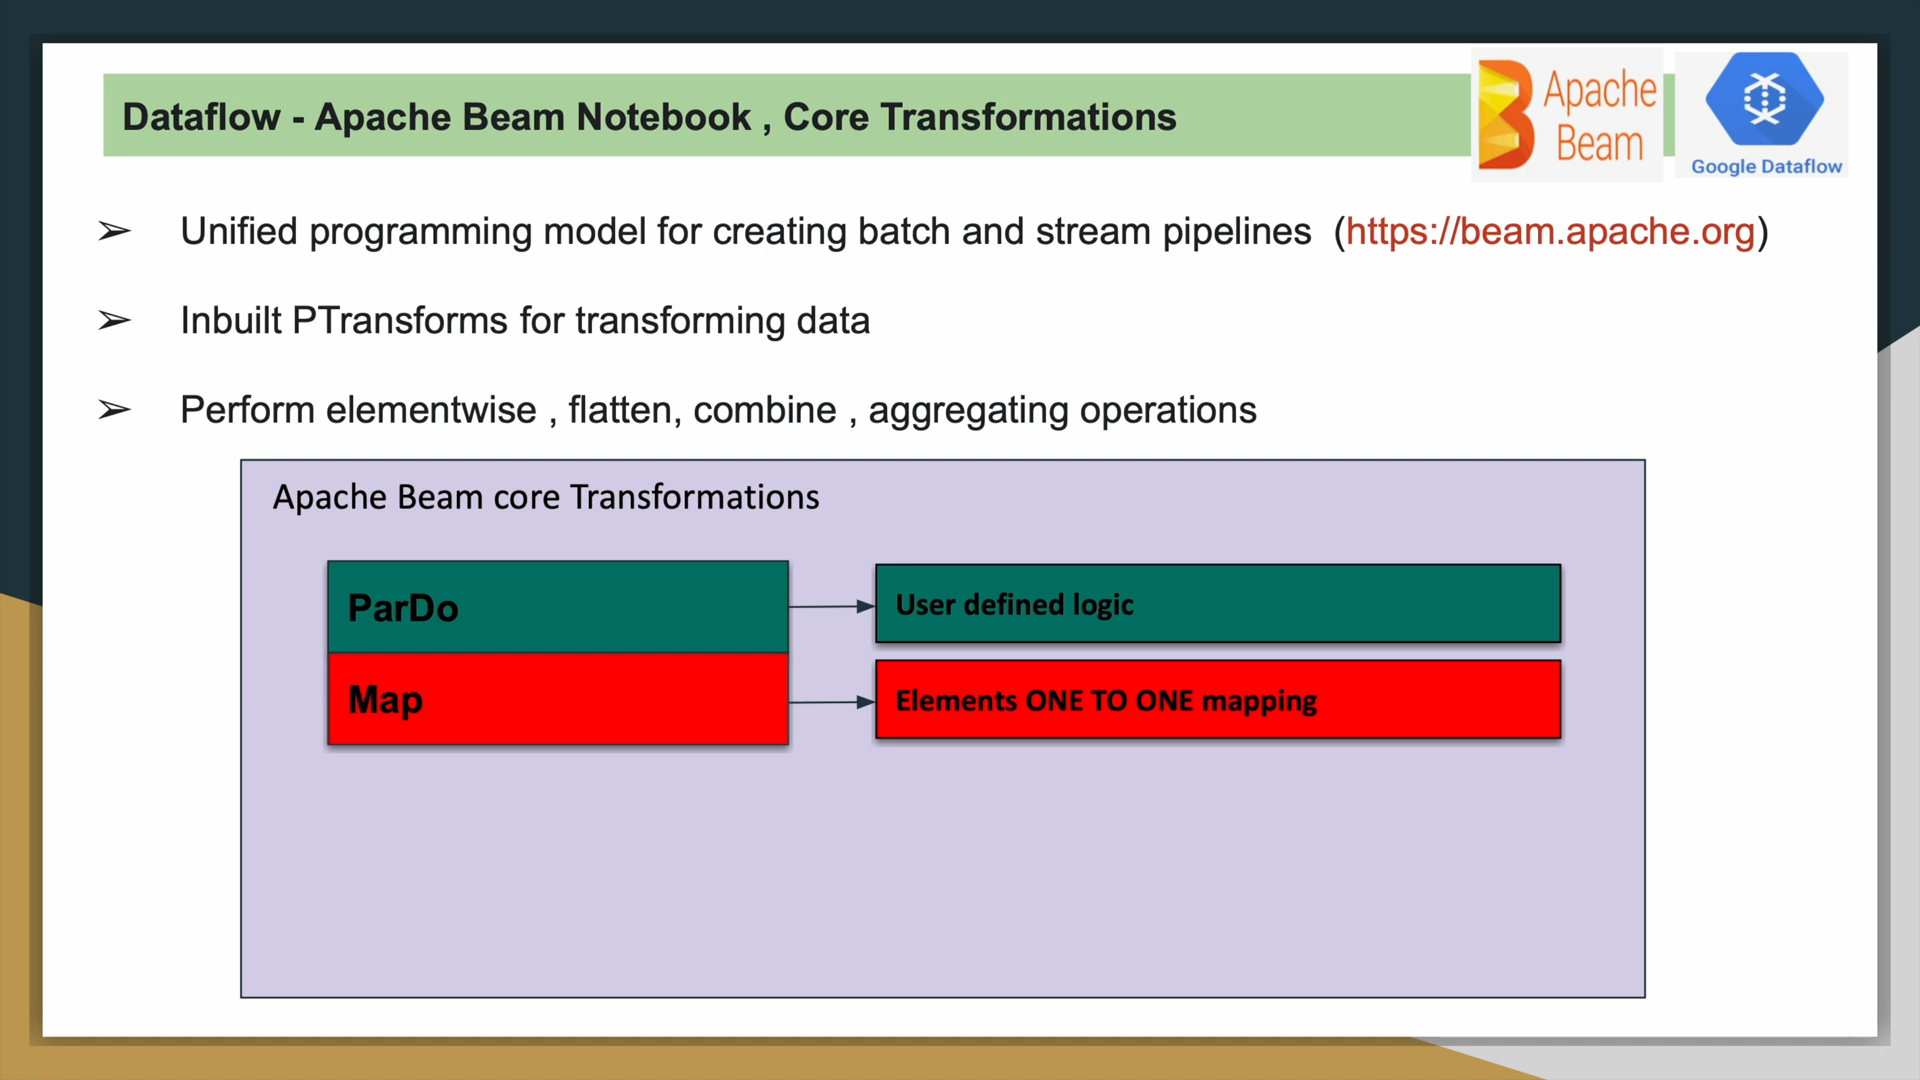 Dataflow - Apache Beam Notebook , Core Transformations
Apache
Beam
Google Dataflow
➢ Unified programming model for creating batch and stream pipelines (https://beam.apache.org)
➢ Inbuilt PTransforms for transforming data
➢ Perform elementwise , flatten, combine , aggregating operations
Apache Beam core Transformations
ParDo
User defined logic
Map
Elements ONE TO ONE mapping